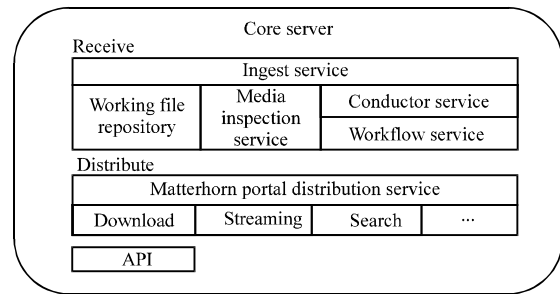 Core server
Receive
Ingest service
Working file
repository
Media
inspection
service
Conductor service
Workflow service
Distribute
Matterhorn portal distribution service
Download
Streaming
Search
...
API